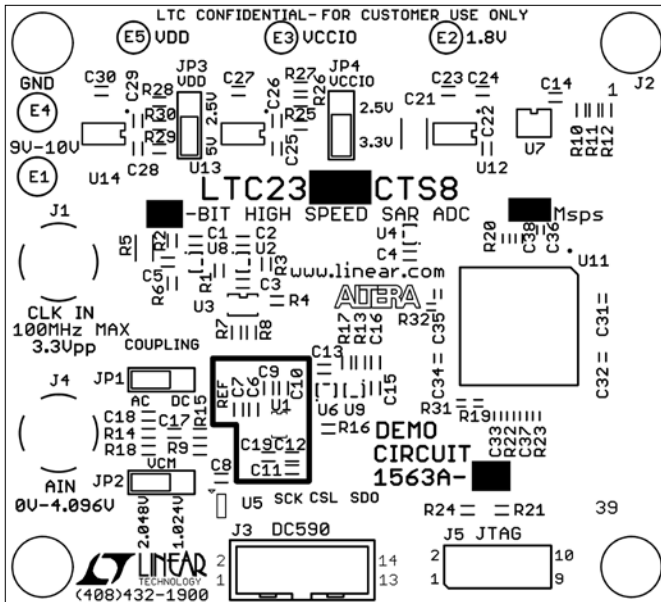 LTC CONFIDENTIAL-FOR CUSTOMER USE ONLY
E5 VDD
E3 VCCIO
E2 1.8V
GND
J2
E4
9V-10V
E1
C30
C29
R28
R30
R29
C28
U14
JP3
VDD
2.5V
5V
U13
C27
C26
R27
R26
R25
C25
JP4
VCCIO
2.5V
3.3V
C21
C23
C24
C22
U12
C14
U7
1
R10
R11
R12
LTC23 CTS8
-BIT HIGH SPEED SAR ADC
Msps
J1
R5
R2
C5
R6
C1
U8
R1
C2
U2
R3
C3
R4
U3
R7
R8
U4
C4
www.linear.com
ALTERA
R20
C38
C36
U11
R32
C35
C34
C31
C32
CLK IN
100MHz MAX
3.3Vpp
COUPLING
JP1
AC
DC
J4
C18
R14
R18
C17
R9
R15
JP2
VCM
2.048V
1.024V
AIN
0V-4.096V
REF
C7
C6
C9
C10
U1
C19
C12
C11
C8
U5
C13
R17
R13
C16
U6
U9
C15
R16
R31
R19
C33
R22
C37
R23
DEMO
CIRCUIT
1563A-
SCK CSL SDO
R24
R21
39
J3 DC590
2
1
14
13
J5 JTAG
2
1
10
9
LT LINEAR
TECHNOLOGY
(408)432-1900